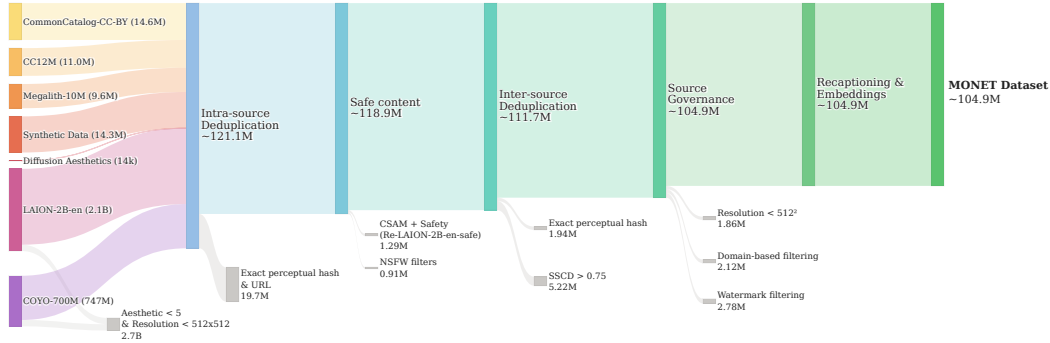 CommonCatalog-CC-BY (14.6M)
CC12M (11.0M)
Megalith-10M (9.6M)
Synthetic Data (14.3M)
Diffusion Aesthetics (14k)
LAION-2B-en (2.1B)
COYO-700M (747M)
Aesthetic < 5
& Resolution < 512x512
2.7B
Intra-source
Deduplication
~121.1M
Exact perceptual hash
& URL
19.7M
Safe content
~118.9M
CSAM + Safety
(Re-LAION-2B-en-safe)
1.29M
NSFW filters
0.91M
Inter-source
Deduplication
~111.7M
Exact perceptual hash
1.94M
SSCD > 0.75
5.22M
Source
Governance
~104.9M
Resolution < 512²
1.86M
Domain-based filtering
2.12M
Watermark filtering
2.78M
Recaptioning &
Embeddings
~104.9M
MONET Dataset
~104.9M